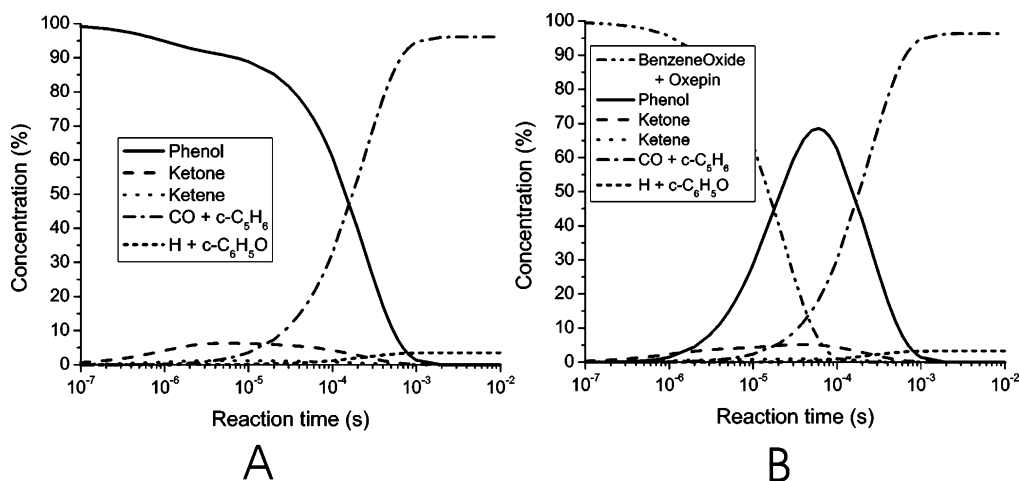 100
90
80
70
60
50
40
30
20
10
0
Concentration (%)
Phenol
Ketone
Ketene
CO + c-C₅H₆
H + c-C₆H₅O
10⁻⁷ 10⁻⁶ 10⁻⁵ 10⁻⁴ 10⁻³ 10⁻²
Reaction time (s)
A
100
90
80
70
60
50
40
30
20
10
0
Concentration (%)
BenzeneOxide
+ Oxepin
Phenol
Ketone
Ketene
CO + c-C₅H₆
H + c-C₆H₅O
10⁻⁷ 10⁻⁶ 10⁻⁵ 10⁻⁴ 10⁻³ 10⁻²
Reaction time (s)
B